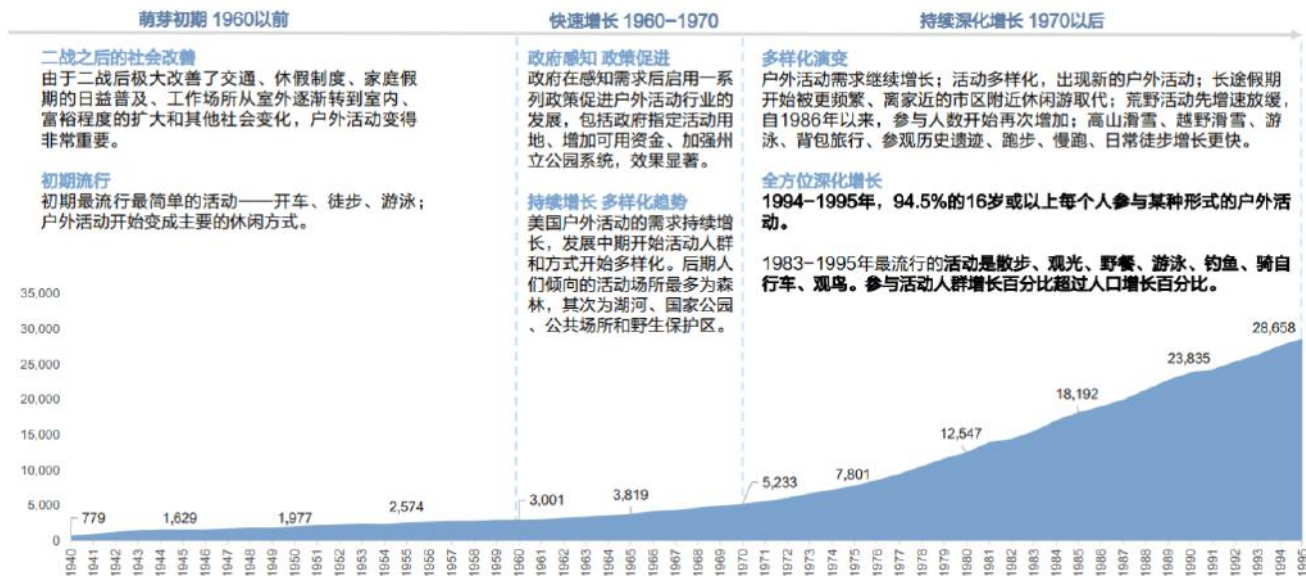 萌芽初期 1960以前
快速增长 1960-1970
持续深化增长 1970以后
二战之后的社会改善
由于二战后极大改善了交通、休假制度、家庭假
期的日益普及、工作场所从室外逐渐转到室内、
富裕程度的扩大和其他社会变化，户外活动变得
非常重要。
初期流行
初期最流行最简单的活动——开车、徒步、游泳；
户外活动开始变成主要的休闲方式。
政府感知 政策促进
政府在感知需求后启用一系
列政策促进户外活动行业的
发展，包括政府指定活动用
地、增加可用资金、加强州
立公园系统，效果显著。
持续增长 多样化趋势
美国户外活动的需求持续增
长，发展中期开始活动人群
和方式开始多样化。后期人
们倾向的活动场所最多为森
林，其次为湖河、国家公园
、公共场所和野生保护区。
多样化演变
户外活动需求继续增长；活动多样化，出现新的户外活动；长途假期
开始被更频繁、离家近的市区附近休闲游取代；荒野活动先增速放缓，
自1986年以来，参与人数开始再次增加；高山滑雪、越野滑雪、游
泳、背包旅行、参观历史遗迹、跑步、慢跑、日常徒步增长更快。
全方位深化增长
1994-1995年，94.5%的16岁或以上每个人参与某种形式的户外活
动。
1983-1995年最流行的活动是散步、观光、野餐、游泳、钓鱼、骑自
行车、观鸟。参与活动人群增长百分比超过人口增长百分比。
35,000
30,000
25,000
20,000
15,000
10,000
5,000
0
779
1,629
1,977
2,574
3,001
3,819
5,233
7,801
12,547
18,192
23,835
28,658
1940
1941
1942
1943
1944
1945
1946
1947
1948
1949
1950
1951
1952
1953
1954
1955
1956
1957
1958
1959
1960
1961
1962
1963
1964
1965
1966
1967
1968
1969
1970
1971
1972
1973
1974
1975
1976
1977
1978
1979
1980
1981
1982
1983
1984
1985
1986
1987
1988
1989
1990
1991
1992
1993
1994
1995